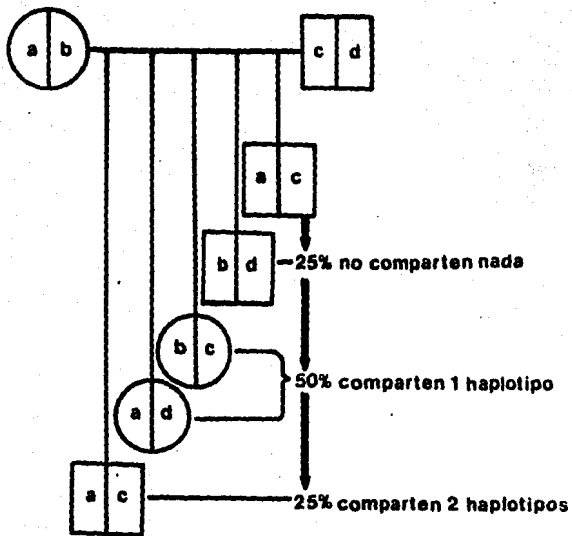 a b
c d
a c
b d
25% no comparten nada
b c
50% comparten 1 haplotipo
a d
a c
25% comparten 2 haplotipos